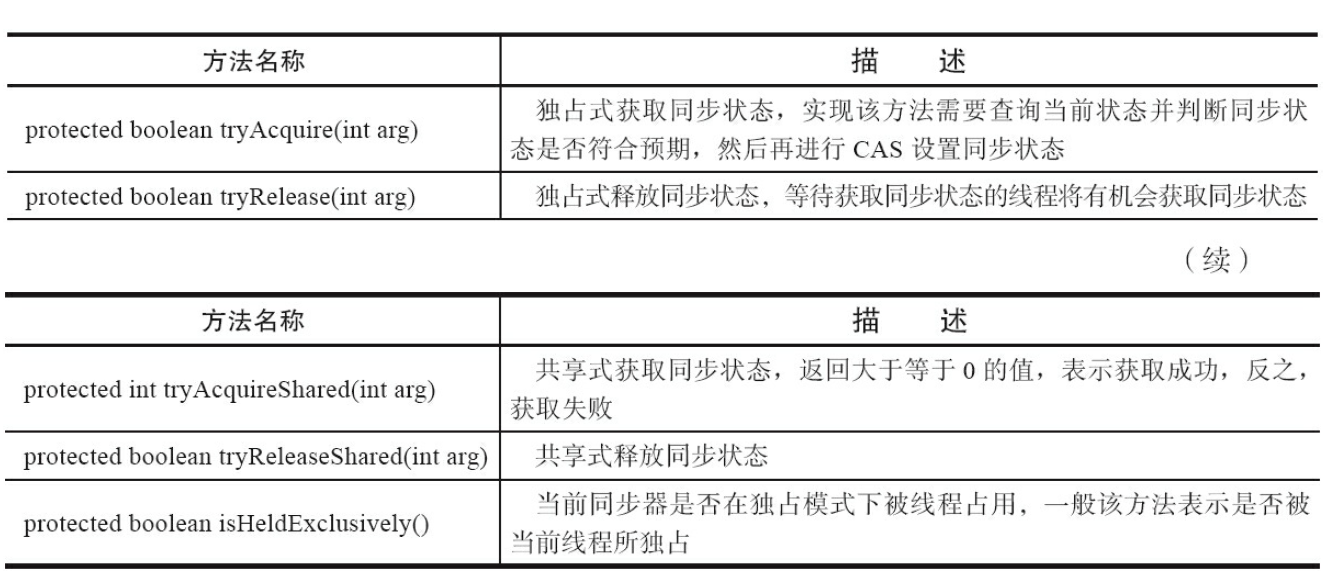 方法名称 描 述
protected boolean tryAcquire(int arg) 独占式获取同步状态，实现该方法需要查询当前状态并判断同步状
态是否符合预期，然后再进行 CAS 设置同步状态
protected boolean tryRelease(int arg) 独占式释放同步状态，等待获取同步状态的线程将有机会获取同步状态
（续）
方法名称 描 述
protected int tryAcquireShared(int arg) 共享式获取同步状态，返回大于等于 0 的值，表示获取成功，反之，
获取失败
protected boolean tryReleaseShared(int arg) 共享式释放同步状态
protected boolean isHeldExclusively() 当前同步器是否在独占模式下被线程占用，一般该方法表示是否被
当前线程所独占